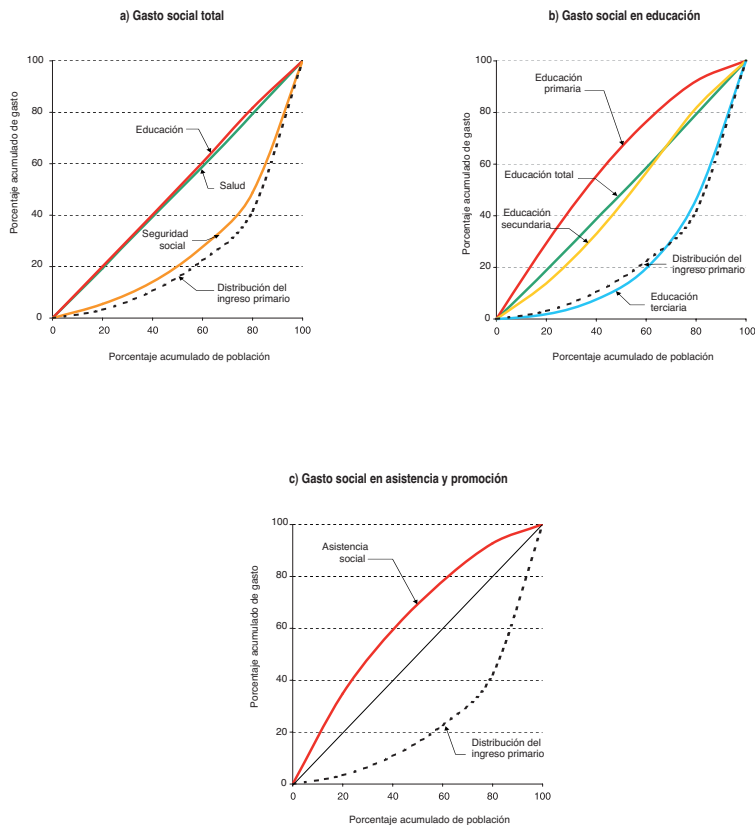 a) Gasto social total
Porcentaje acumulado de gasto
100
80
60
40
20
0
Educación
Salud
Seguridad
social
Distribución del
ingreso primario
0 20 40 60 80 100
Porcentaje acumulado de población
b) Gasto social en educación
Porcentaje acumulado de gasto
100
80
60
40
20
0
Educación
primaria
Educación total
Educación
secundaria
Distribución del
ingreso primario
Educación
terciaria
0 20 40 60 80 100
Porcentaje acumulado de población
c) Gasto social en asistencia y promoción
Porcentaje acumulado de gasto
100
80
60
40
20
0
Asistencia
social
Distribución del
ingreso primario
0 20 40 60 80 100
Porcentaje acumulado de población